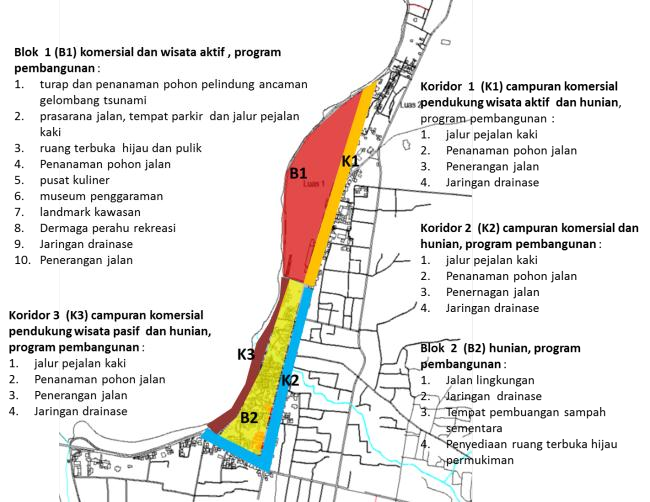 Blok 1 (B1) komersial dan wisata aktif , program
pembangunan :
1. turap dan penanaman pohon pelindung ancaman
gelombang tsunami
2. prasarana jalan, tempat parkir dan jalur pejalan
kaki
3. ruang terbuka hijau dan pulik
4. Penanaman pohon jalan
5. pusat kuliner
6. museum penggaraman
7. landmark kawasan
8. Dermaga perahu rekreasi
9. Jaringan drainase
10. Penerangan jalan
Koridor 3 (K3) campuran komersial
pendukung wisata pasif dan hunian,
program pembangunan :
1. jalur pejalan kaki
2. Penanaman pohon jalan
3. Penerangan jalan
4. Jaringan drainase
B1
Luas 1
K1
K3
K2
B2
Luas 2
Koridor 1 (K1) campuran komersial
pendukung wisata aktif dan hunian,
program pembangunan :
1. jalur pejalan kaki
2. Penanaman pohon jalan
3. Penerangan jalan
4. Jaringan drainase
Koridor 2 (K2) campuran komersial dan
hunian, program pembangunan :
1. jalur pejalan kaki
2. Penanaman pohon jalan
3. Penernagan jalan
4. Jaringan drainase
Blok 2 (B2) hunian, program
pembangunan :
1. Jalan lingkungan
2. Jaringan drainase
3. Tempat pembuangan sampah
sementara
4. Penyediaan ruang terbuka hijau
permukiman